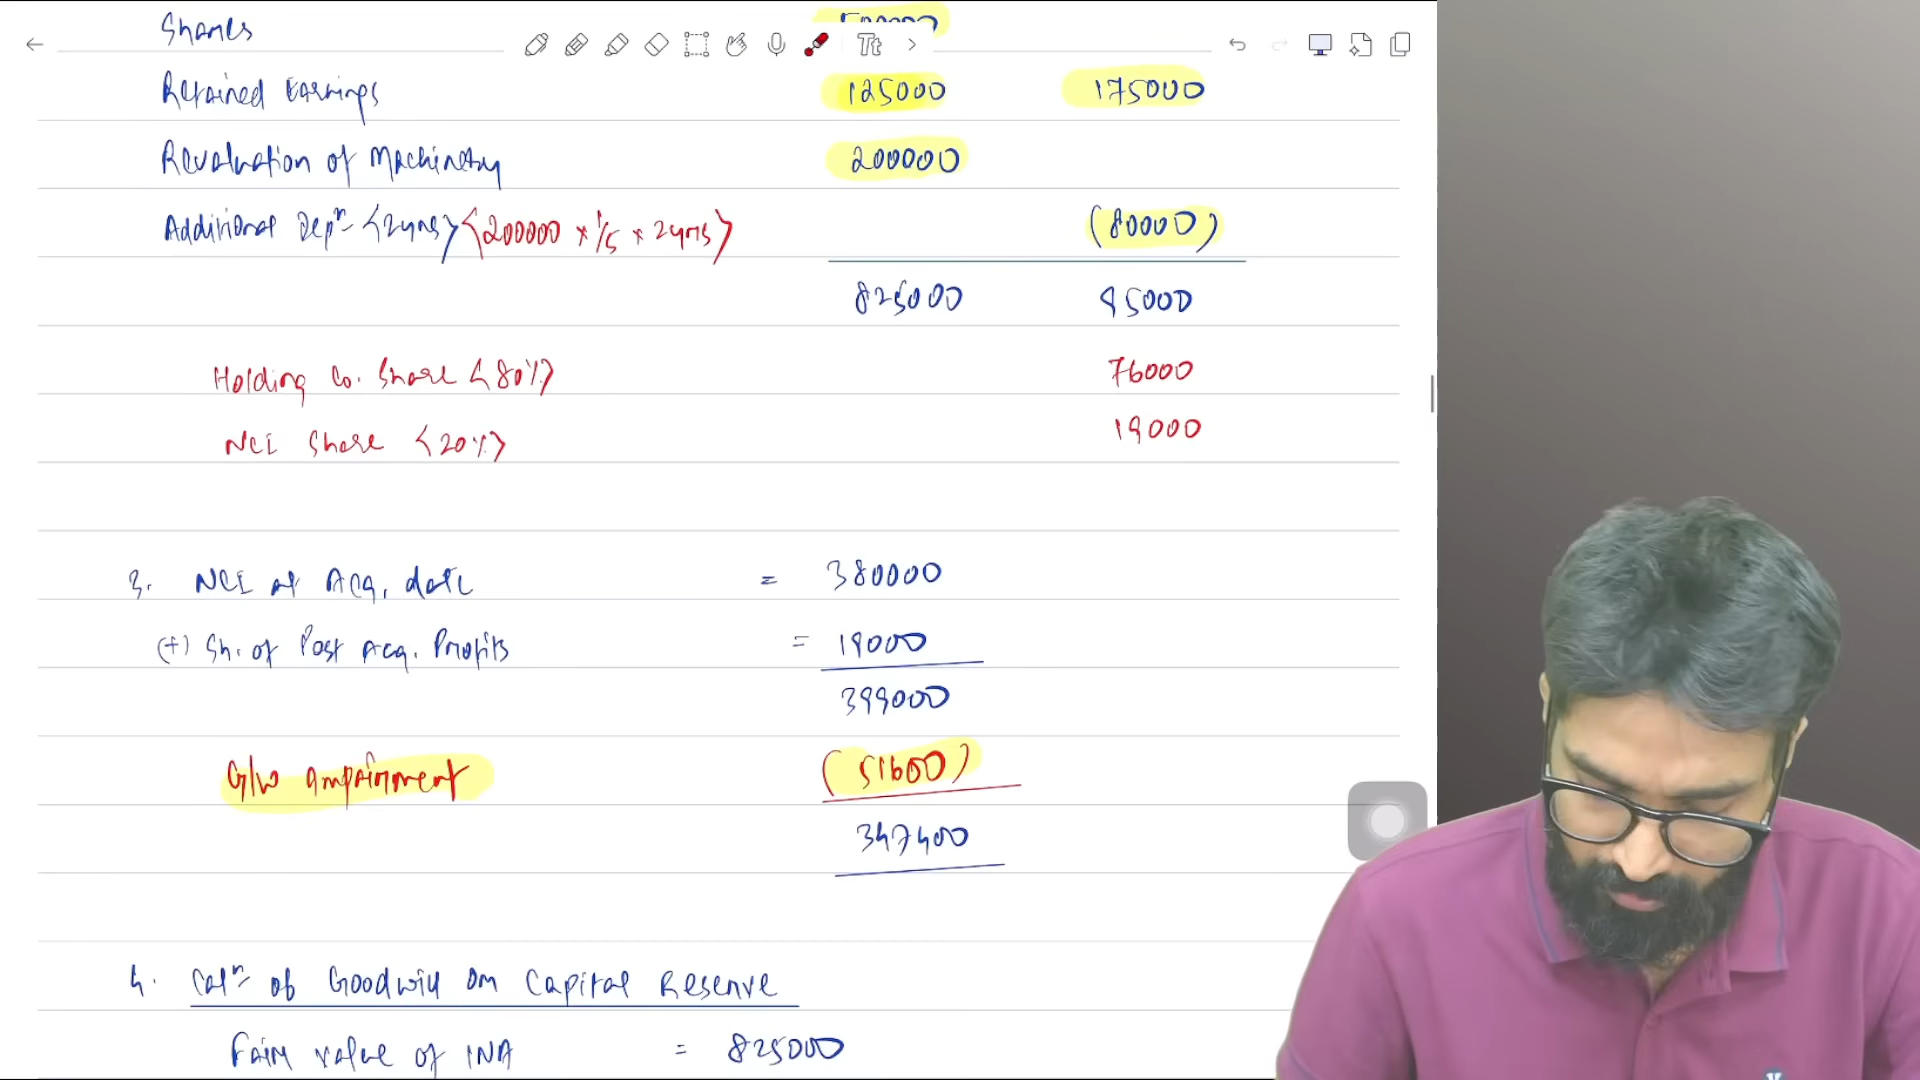 Shares 500000
Tt
Retained Earnings 125000 175000
Revaluation of Machinery 200000
Additional Depn <2yrs> <200000 × 1/5 × 2yrs> (80000)
825000 95000
Holding Co. Share <80%> 76000
NCI Share <20%> 19000
3. NCI at Acq. date = 380000
(+) Sh. of Post Acq. Profits = 19000
399000
G/W Impairment (51600)
347400
4. Caln of Goodwill or Capital Reserve
Fair value of INA = 825000